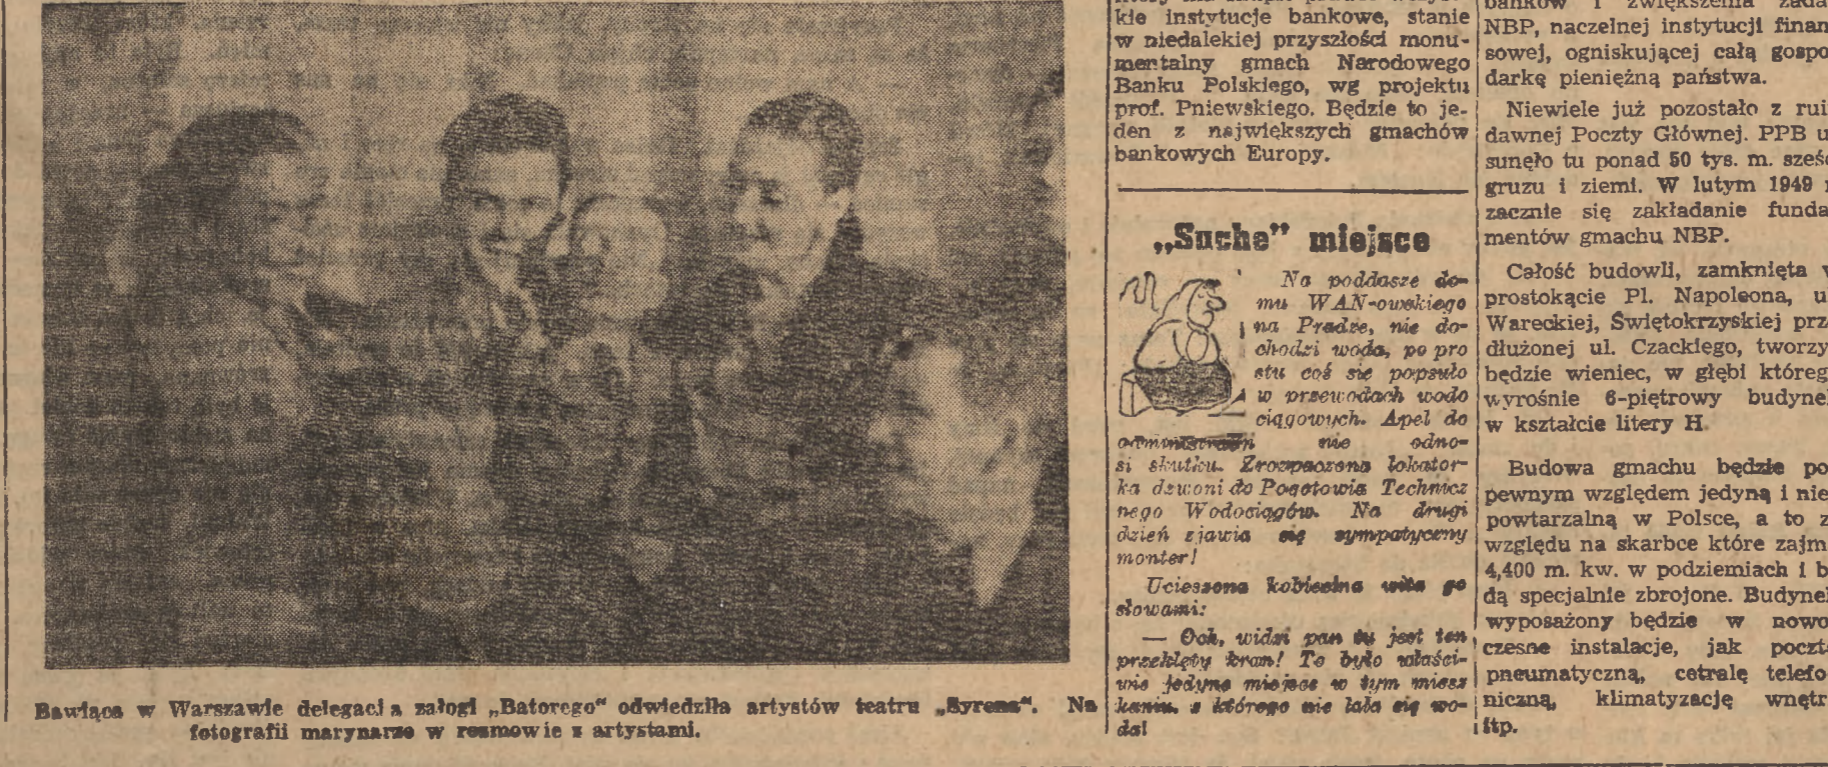 Bawiąca w Warszawie delegacja załogi „Batorego“ odwiedziła artystów teatru „Syrena“. Na
fotografii marynarze w rozmowie z artystami.
kie instytucje bankowe, stanie
w niedalekiej przyszłości monu-
mentalny gmach Narodowego
Banku Polskiego, wg projektu
prof. Pniewskiego. Będzie to je-
den z największych gmachów
bankowych Europy.
„Suche” miejsce
Na poddasze do-
mu WAN-owskiego
na Pradze, nie do-
chodzi woda, po pro
stu coś się popsuło
w przewodach wodo
ciągowych. Apel do
administracji nie odno-
si skutku. Zrozpaczona lokator-
ka dzwoni do Pogotowia Technicz
nego Wodociągów. Na drugi
dzień zjawia się sympatyczny
monter!
Ucieszona kobiecina wita go
słowami:
— Och, widzi pan tu jest ten
przeklęty kran! To było właści-
wie jedyne miejsce w tym miesz
kaniu, z którego nie lała się wo-
da!
banków i zwiększenia
NBP, naczelnej instytucji finan
sowej, ogniskującej całą gospo
darkę pieniężną państwa.
Niewiele już pozostało z rui
dawnej Poczty Głównej. PPB u
sunęło tu ponad 50 tys. m. sześ
gruzu i ziemi. W lutym 1949
zacznie się zakładanie funda
mentów gmachu NBP.
Całość budowli, zamknięta
prostokącie Pl. Napoleona, u
Wareckiej, Świętokrzyskiej prz
dłużonej ul. Czackiego, tworzy
będzie wieniec, w głębi któreg
wyrośnie 6-piętrowy budyne
w kształcie litery H
Budowa gmachu będzie po
pewnym względem jedyną i nie
powtarzalną w Polsce, a to z
względu na skarbce które zajm
4,400 m. kw. w podziemiach i b
dą specjalnie zbrojone. Budyne
wyposażony będzie w nowo
czesne instalacje, jak poczt
pneumatyczną, cetralę telefo
niczną, klimatyzację wnętr
itp.